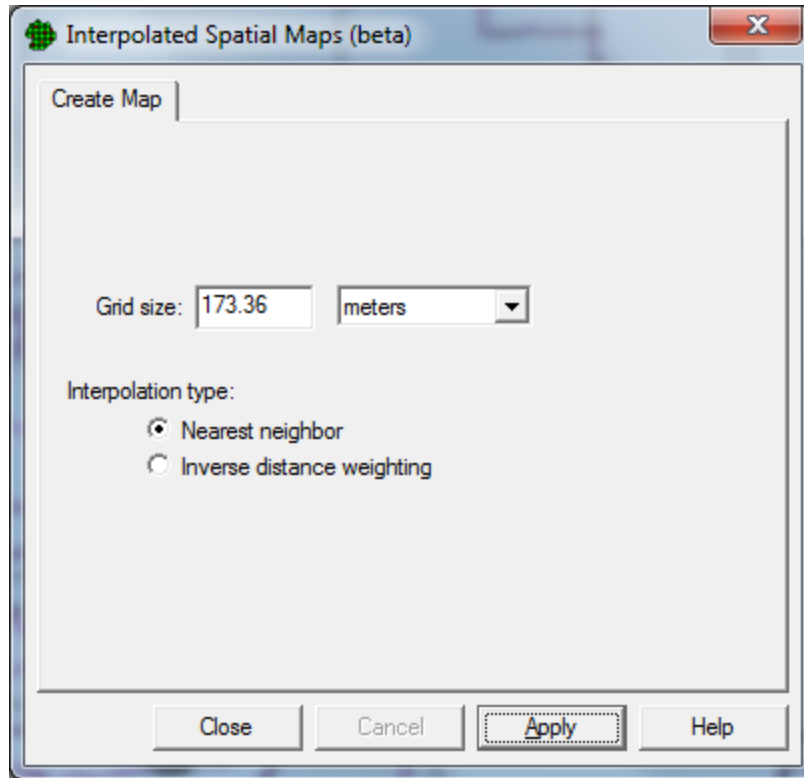 Interpolated Spatial Maps (beta)
Create Map
Grid size: 173.36 meters
Interpolation type:
Nearest neighbor
Inverse distance weighting
Close Cancel Apply Help